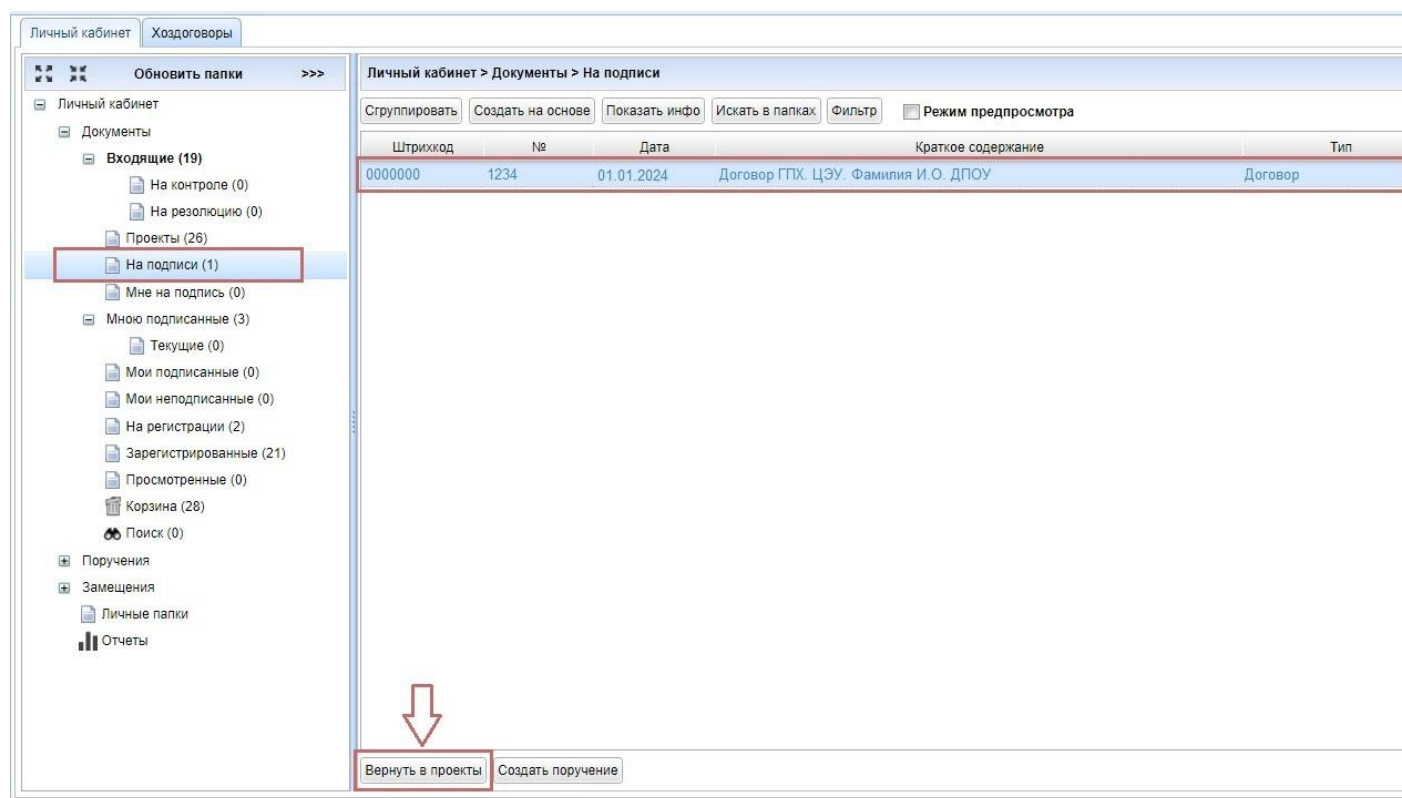 Личный кабинет Хоздоговоры
Обновить папки >>>
Личный кабинет
Документы
Входящие (19)
На контроле (0)
На резолюцию (0)
Проекты (26)
На подписи (1)
Мне на подпись (0)
Мною подписанные (3)
Текущие (0)
Мои подписанные (0)
Мои неподписанные (0)
На регистрации (2)
Зарегистрированные (21)
Просмотренные (0)
Корзина (28)
Поиск (0)
Поручения
Замещения
Личные папки
Отчеты
Личный кабинет > Документы > На подписи
Сгруппировать Создать на основе Показать инфо Искать в папках Фильтр Режим предпросмотра
Штрихкод № Дата Краткое содержание Тип
0000000 1234 01.01.2024 Договор ГПХ. ЦЭУ. Фамилия И.О. ДПОУ Договор
Вернуть в проекты Создать поручение